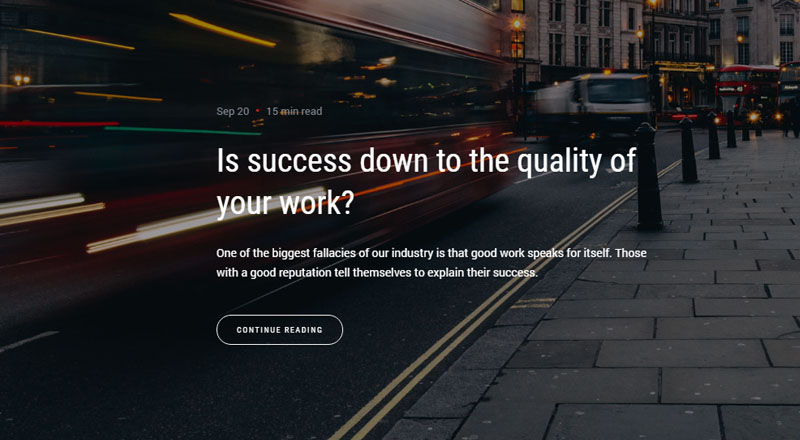 Sep 20 • 15 min read
Is success down to the quality of
your work?
One of the biggest fallacies of our industry is that good work speaks for itself. Those
with a good reputation tell themselves to explain their success.
CONTINUE READING